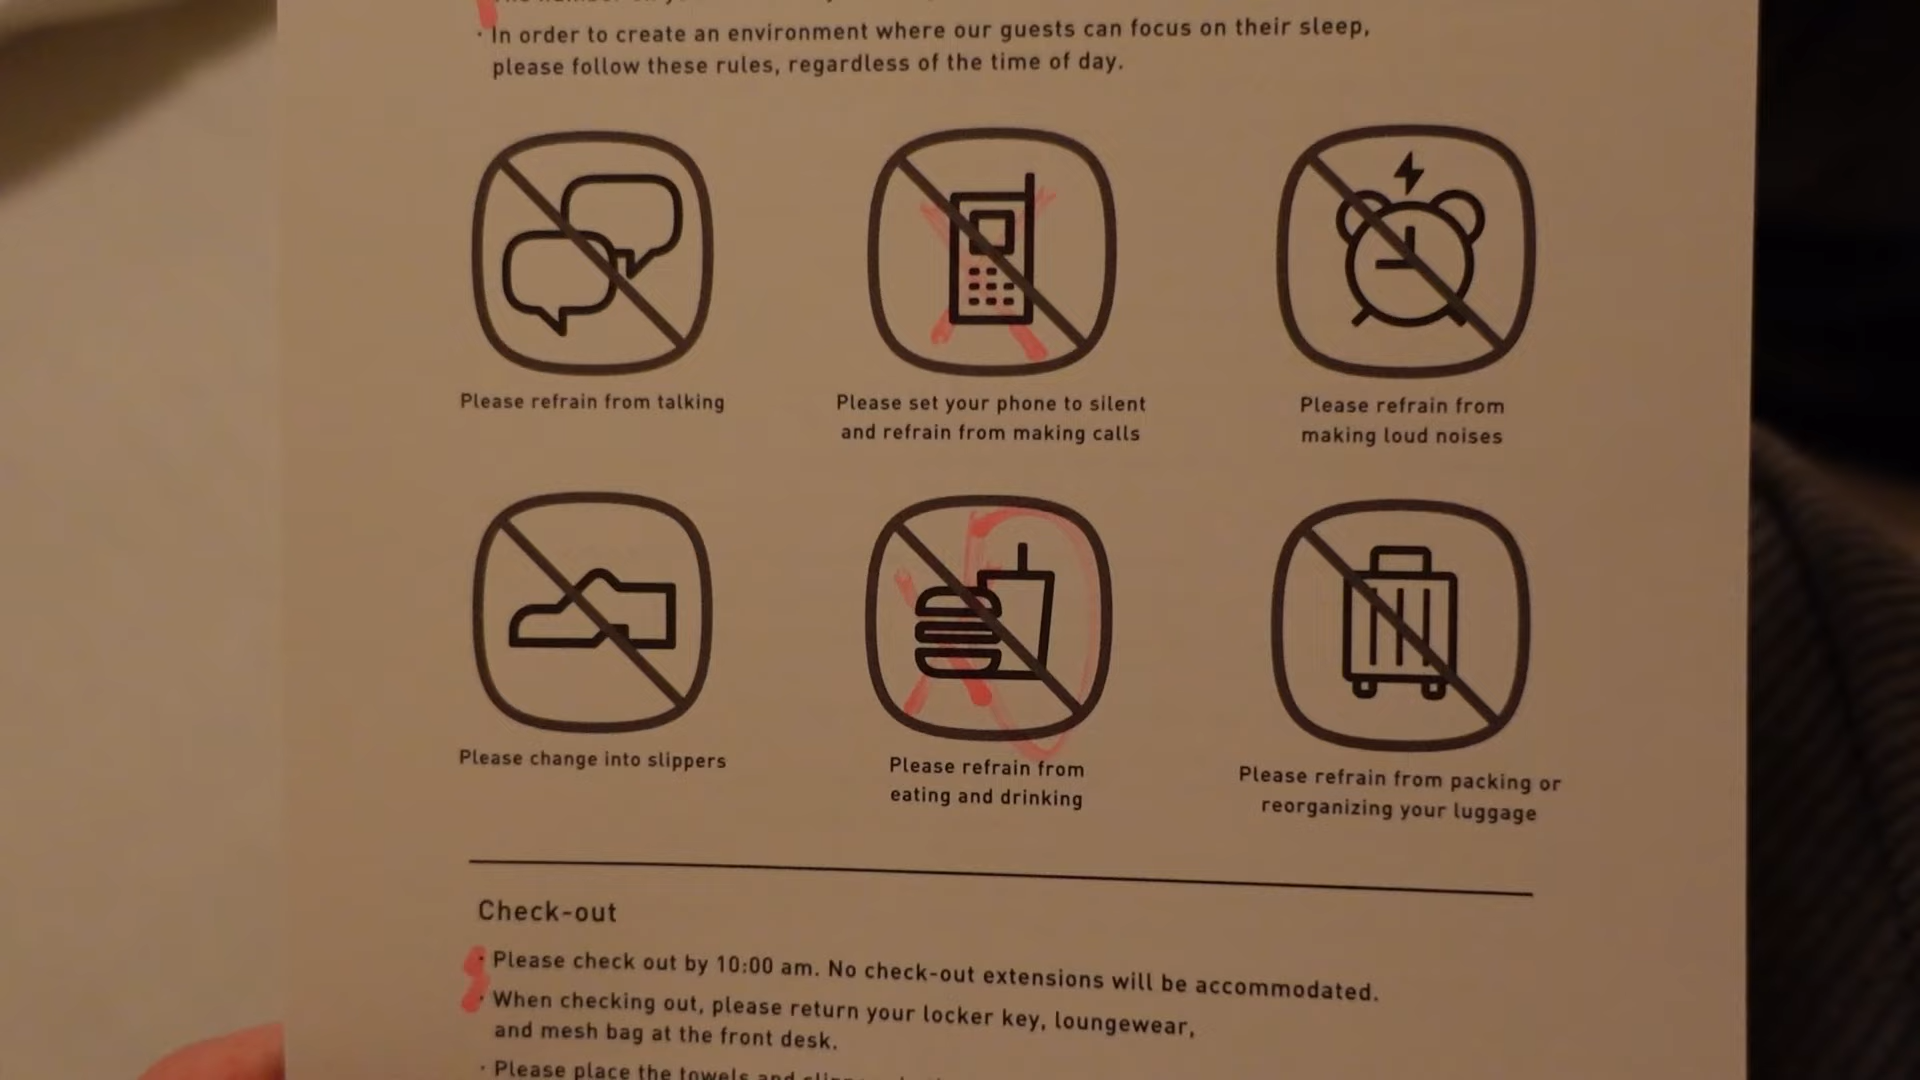 · In order to create an environment where our guests can focus on their sleep,
please follow these rules, regardless of the time of day.
Please refrain from talking
Please set your phone to silent
and refrain from making calls
Please refrain from
making loud noises
Please change into slippers
Please refrain from
eating and drinking
Please refrain from packing or
reorganizing your luggage
Check-out
· Please check out by 10:00 am. No check-out extensions will be accommodated.
· When checking out, please return your locker key, loungewear,
and mesh bag at the front desk.
· Please place the towels and